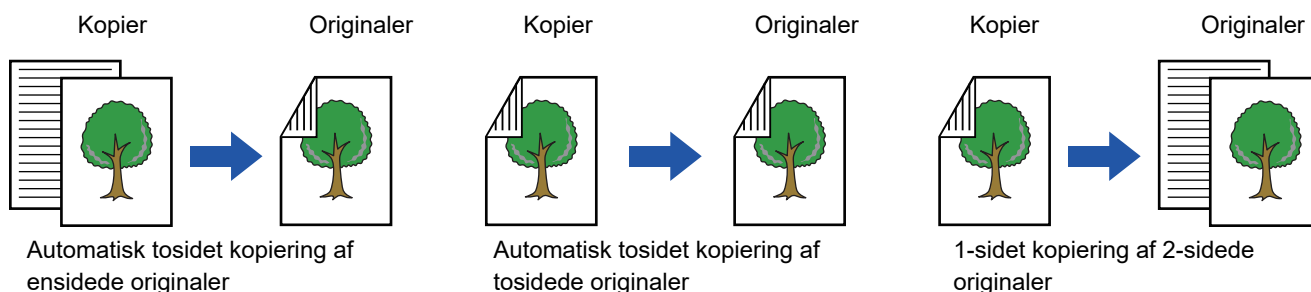 Kopier
Originaler
Kopier
Originaler
Kopier
Originaler
Automatisk tosidet kopiering af
ensidede originaler
Automatisk tosidet kopiering af
tosidede originaler
1-sidet kopiering af 2-sidede
originaler